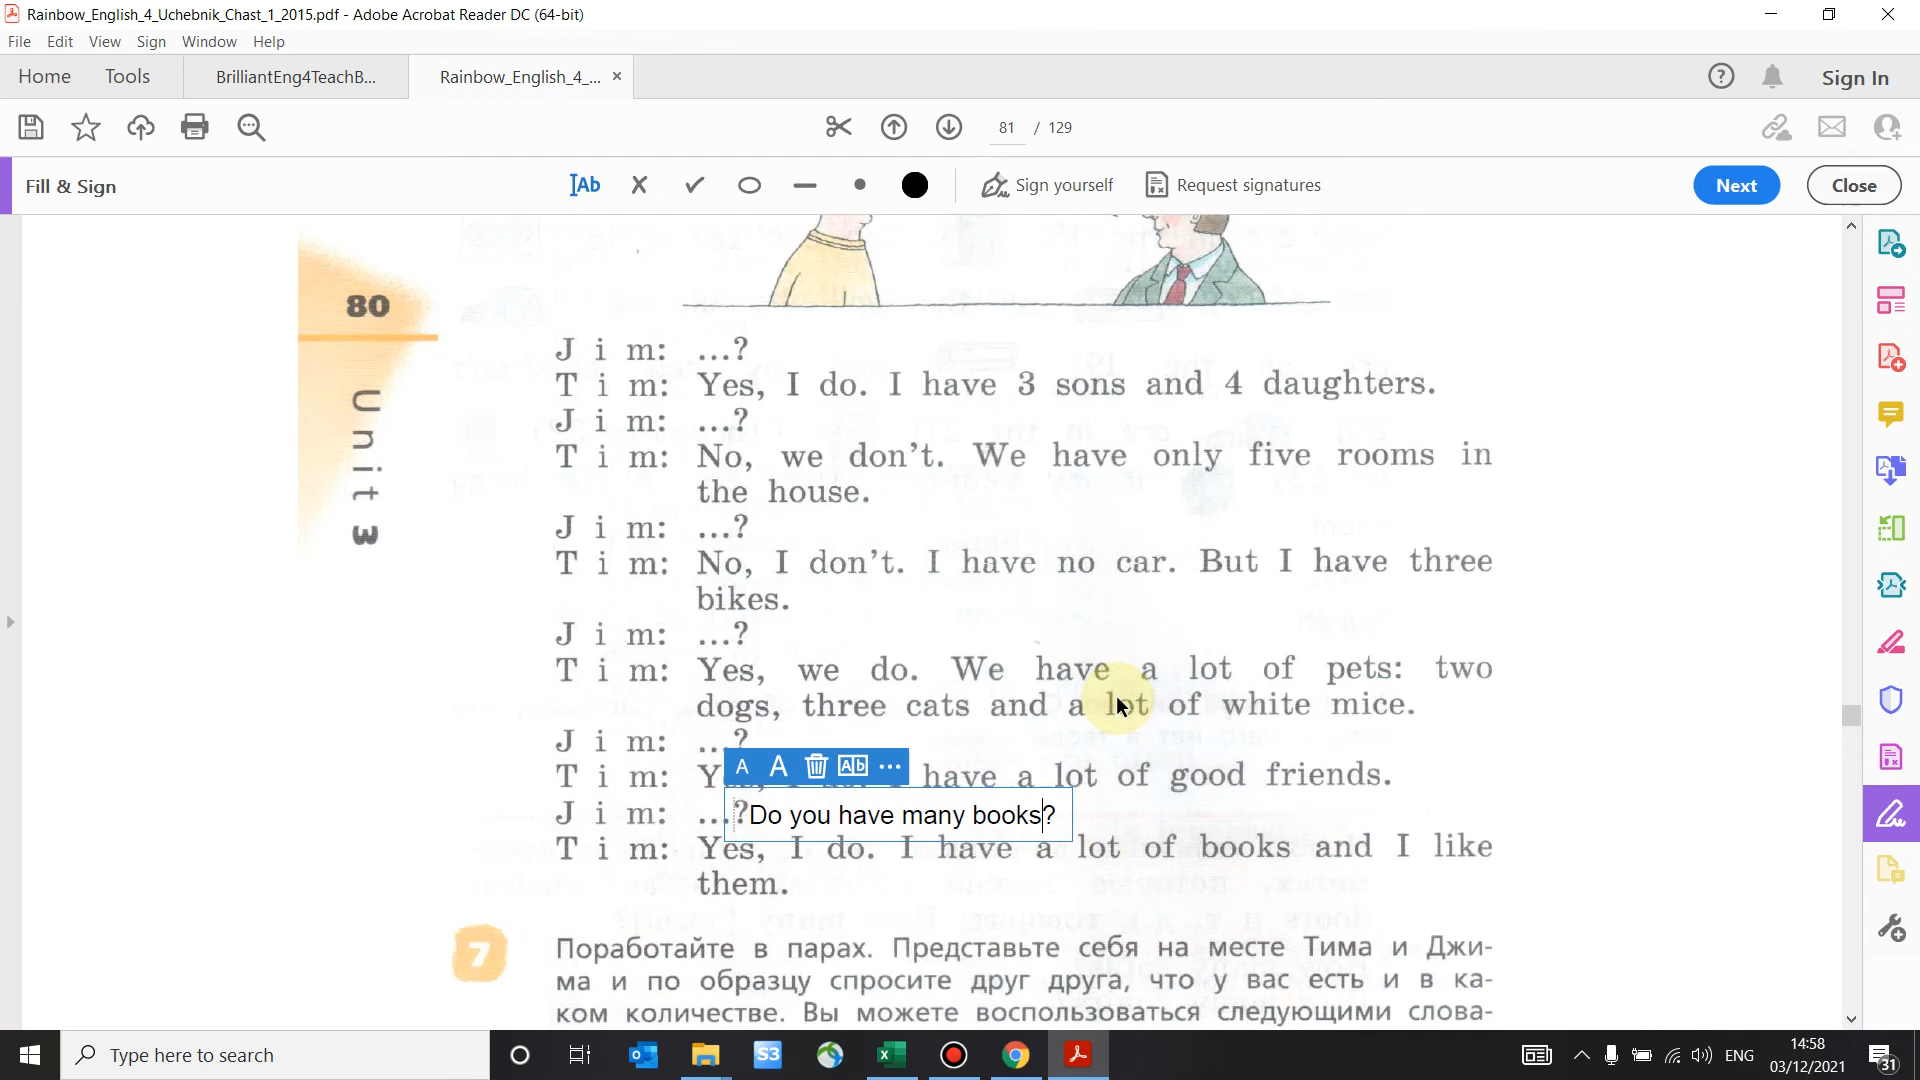 Rainbow_English_4_Uchebnik_Chast_1_2015.pdf - Adobe Acrobat Reader DC (64-bit)
File Edit View Sign Window Help
Home Tools BrilliantEng4TeachB... Rainbow_English_4_... × Sign In
81 / 129
Fill & Sign Ab Sign yourself Request signatures Next Close
80
Unit 3
Jim: ...?
Tim: Yes, I do. I have 3 sons and 4 daughters.
Jim: ...?
Tim: No, we don't. We have only five rooms in
the house.
Jim: ...?
Tim: No, I don't. I have no car. But I have three
bikes.
Jim: ...?
Tim: Yes, we do. We have a lot of pets: two
dogs, three cats and a lot of white mice.
Jim: ...?
A A Ab ...
Tim: Yes, I do. I have a lot of good friends.
Jim: ...? Do you have many books?
Tim: Yes, I do. I have a lot of books and I like
them.
7
Поработайте в парах. Представьте себя на месте Тима и Джи-
ма и по образцу спросите друг друга, что у вас есть и в ка-
ком количестве. Вы можете воспользоваться следующими слова-
Type here to search
S3
ENG
14:58
03/12/2021
31